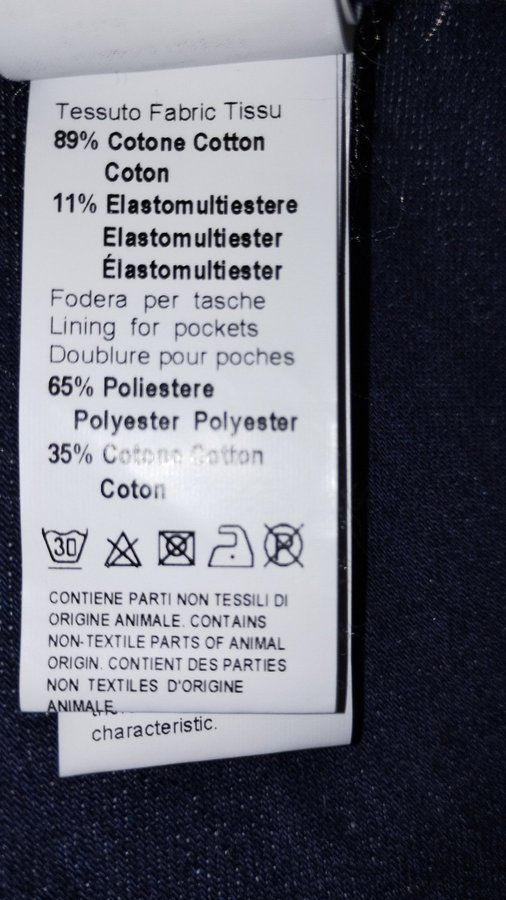 Tessuto Fabric Tissu
89% Cotone Cotton
Coton
11% Elastomultiestere
Elastomultiester
Élastomultiester
Fodera per tasche
Lining for pockets
Doublure pour poches
65% Poliestere
Polyester Polyester
35% Cotone Cotton
Coton
30
P
CONTIENE PARTI NON TESSILI DI
ORIGINE ANIMALE. CONTAINS
NON-TEXTILE PARTS OF ANIMAL
ORIGIN. CONTIENT DES PARTIES
NON TEXTILES D'ORIGINE
ANIMALE.
characteristic.